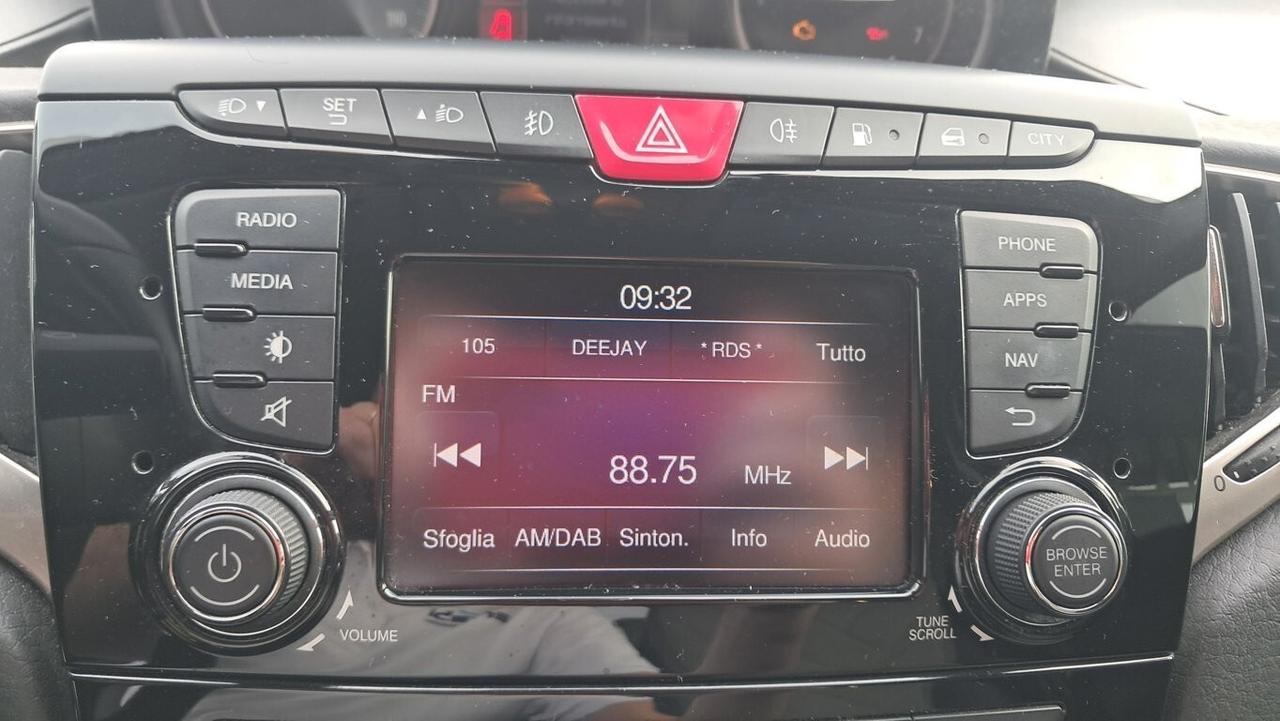 SET
CITY
RADIO
MEDIA
PHONE
APPS
NAV
09:32
105 DEEJAY *RDS* Tutto
FM
88.75 MHz
Sfoglia AM/DAB Sinton. Info Audio
BROWSE
ENTER
VOLUME
TUNE
SCROLL
0